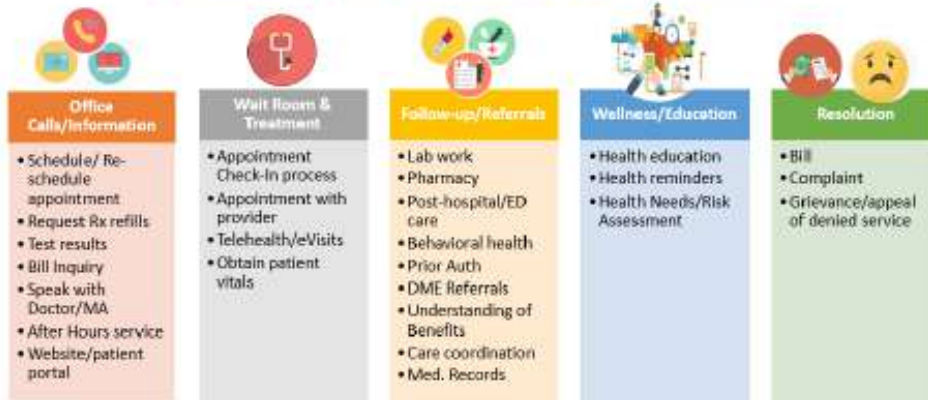 Office
Calls/Information
• Schedule/ Re-
schedule
appointment
• Request Rx refills
• Test results
• Bill Inquiry
• Speak with
Doctor/MA
• After Hours service
• Website/patient
portal
Wait Room &
Treatment
• Appointment
Check-In process
• Appointment with
provider
• Telehealth/eVisits
• Obtain patient
vitals
Follow-up/Referrals
• Lab work
• Pharmacy
• Post-hospital/ED
care
• Behavioral health
• Prior Auth
• DME Referrals
• Understanding of
Benefits
• Care coordination
• Med. Records
Wellness/Education
• Health education
• Health reminders
• Health Needs/Risk
Assessment
Resolution
• Bill
• Complaint
• Grievance/appeal
of denied service